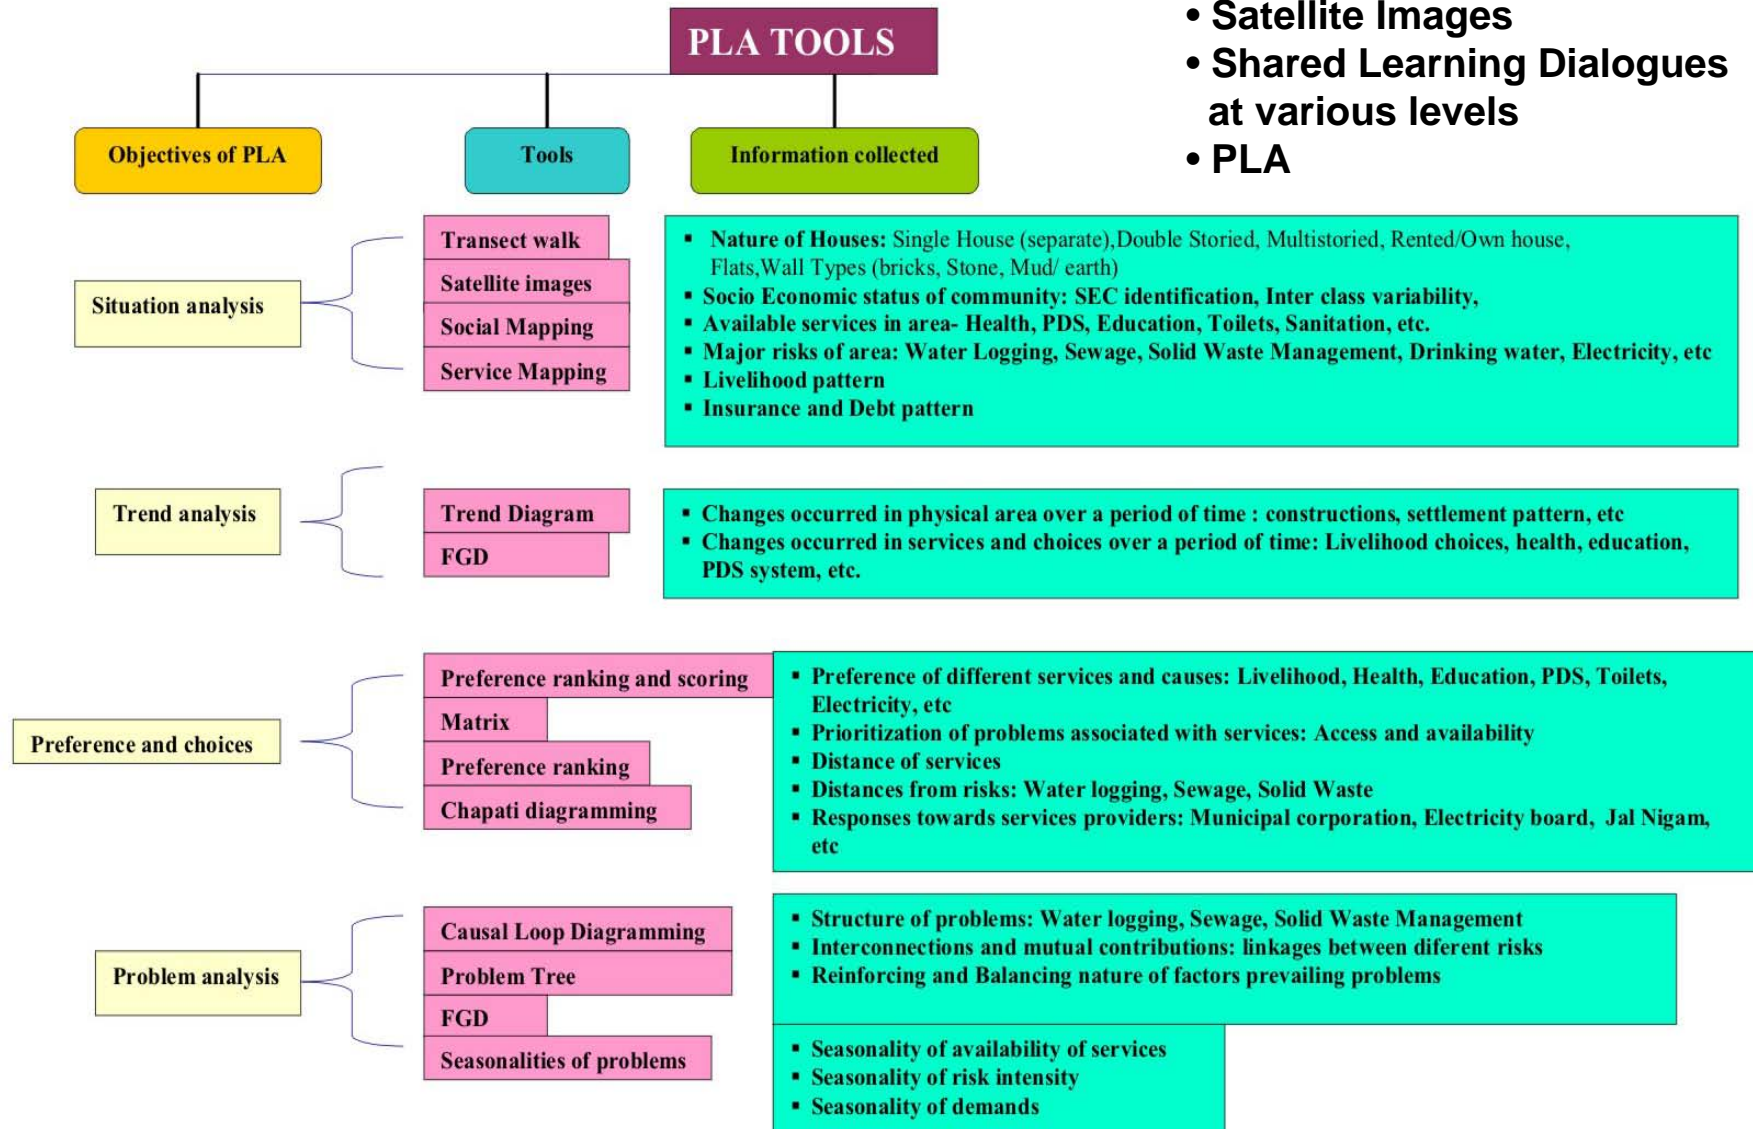 PLA TOOLS
• Satellite Images
• Shared Learning Dialogues
at various levels
• PLA
Objectives of PLA
Tools
Information collected
Situation analysis
Transect walk
Satellite images
Social Mapping
Service Mapping
▪ Nature of Houses: Single House (separate),Double Storied, Multistoried, Rented/Own house,
Flats,Wall Types (bricks, Stone, Mud/ earth)
▪ Socio Economic status of community: SEC identification, Inter class variability,
▪ Available services in area- Health, PDS, Education, Toilets, Sanitation, etc.
▪ Major risks of area: Water Logging, Sewage, Solid Waste Management, Drinking water, Electricity, etc
▪ Livelihood pattern
▪ Insurance and Debt pattern
Trend analysis
Trend Diagram
FGD
▪ Changes occurred in physical area over a period of time : constructions, settlement pattern, etc
▪ Changes occurred in services and choices over a period of time: Livelihood choices, health, education,
PDS system, etc.
Preference and choices
Preference ranking and scoring
Matrix
Preference ranking
Chapati diagramming
▪ Preference of different services and causes: Livelihood, Health, Education, PDS, Toilets,
Electricity, etc
▪ Prioritization of problems associated with services: Access and availability
▪ Distance of services
▪ Distances from risks: Water logging, Sewage, Solid Waste
▪ Responses towards services providers: Municipal corporation, Electricity board, Jal Nigam,
etc
Problem analysis
Causal Loop Diagramming
Problem Tree
FGD
Seasonalities of problems
▪ Structure of problems: Water logging, Sewage, Solid Waste Management
▪ Interconnections and mutual contributions: linkages between diferent risks
▪ Reinforcing and Balancing nature of factors prevailing problems
▪ Seasonality of availability of services
▪ Seasonality of risk intensity
▪ Seasonality of demands